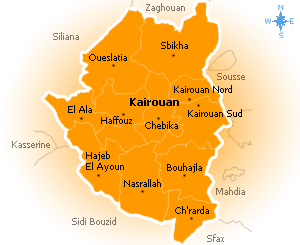 Zaghouan
N
W E
S
Siliana
Sbikha
Oueslatia
Sousse
Kairouan Nord
Kairouan
El Ala
Kairouan Sud
Haffouz
Chebika
Kasserine
Hajeb
El Ayoun
Bouhajla
Nasrallah
Mahdia
Ch'rarda
Sidi Bouzid
Sfax